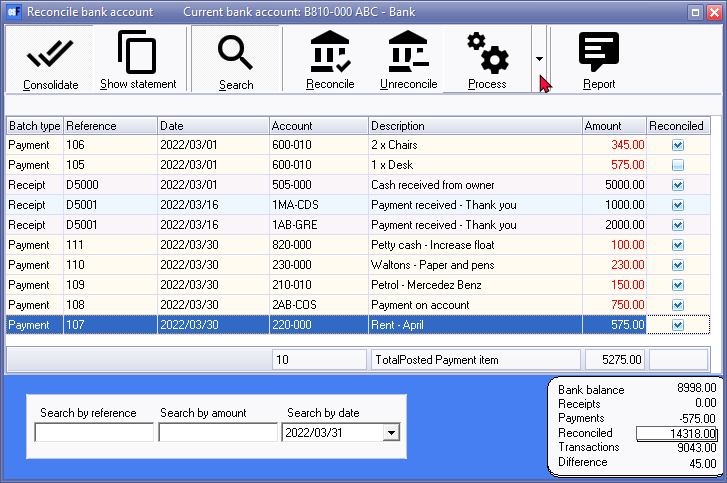 Reconcile bank account Current bank account: B810-000 ABC - Bank
Consolidate Show statement Search Reconcile Unreconcile Process Report
Batch type Reference Date Account Description Amount Reconciled
Payment 106 2022/03/01 600-010 2 x Chairs 345.00
Payment 105 2022/03/01 600-010 1 x Desk 575.00
Receipt D5000 2022/03/01 505-000 Cash received from owner 5000.00
Receipt D5001 2022/03/16 1MA-CDS Payment received - Thank you 1000.00
Receipt D5001 2022/03/16 1AB-GRE Payment received - Thank you 2000.00
Payment 111 2022/03/30 820-000 Petty cash - Increase float 100.00
Payment 110 2022/03/30 230-000 Waltons - Paper and pens 230.00
Payment 109 2022/03/30 210-010 Petrol - Mercedez Benz 150.00
Payment 108 2022/03/30 2AB-CDS Payment on account 750.00
Payment 107 2022/03/30 220-000 Rent - April 575.00
10 TotalPosted Payment item 5275.00
Search by reference Search by amount Search by date
2022/03/31
Bank balance 8998.00
Receipts 0.00
Payments -575.00
Reconciled 14318.00
Transactions 9043.00
Difference 45.00